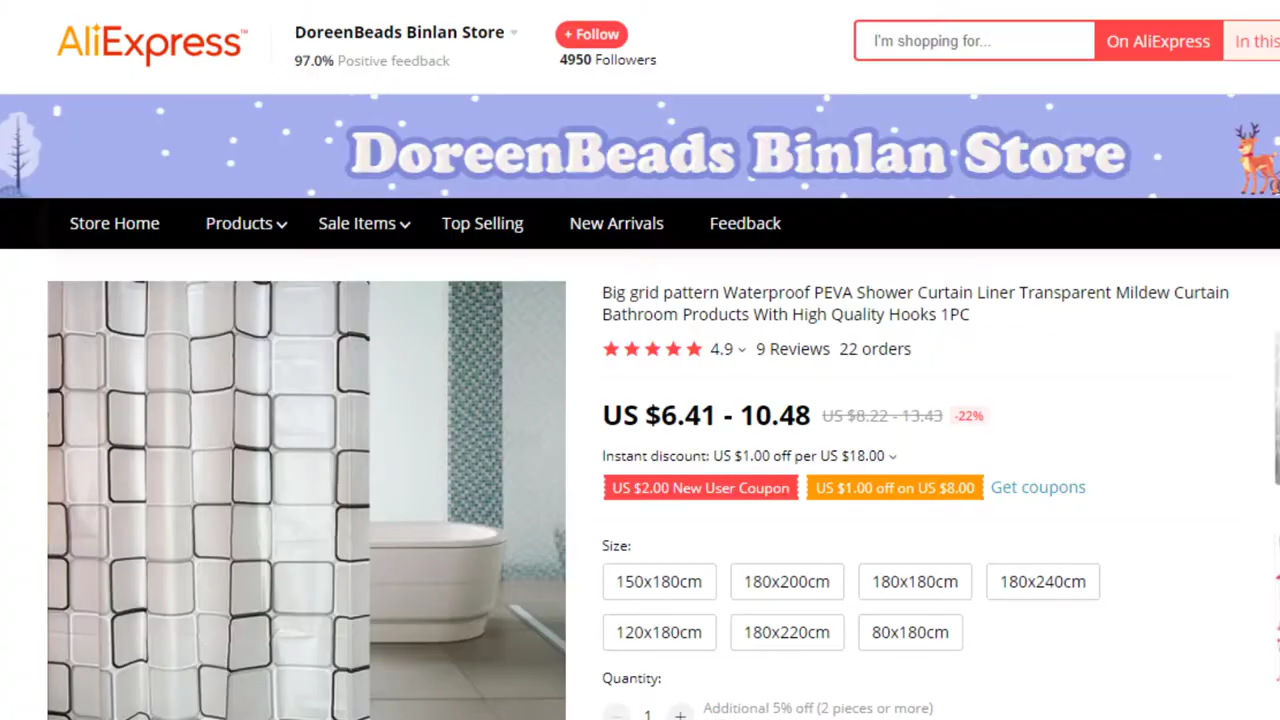 AliExpress™
DoreenBeads Binlan Store
+ Follow
97.0% Positive feedback
4950 Followers
I'm shopping for...
On AliExpress
In this
DoreenBeads Binlan Store
Store Home
Products
Sale Items
Top Selling
New Arrivals
Feedback
Big grid pattern Waterproof PEVA Shower Curtain Liner Transparent Mildew Curtain
Bathroom Products With High Quality Hooks 1PC
4.9 9 Reviews 22 orders
US $6.41 - 10.48 US $8.22 - 13.43 -22%
Instant discount: US $1.00 off per US $18.00
US $2.00 New User Coupon US $1.00 off on US $8.00 Get coupons
Size:
150x180cm 180x200cm 180x180cm 180x240cm
120x180cm 180x220cm 80x180cm
Quantity:
− 1 + Additional 5% off (2 pieces or more)